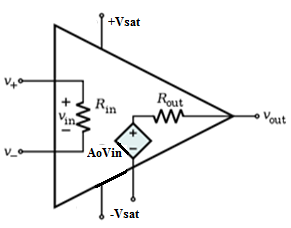 +Vsat
v+
+
vin
−
Rin
Rout
+
−
AoVin
vout
v−
-Vsat